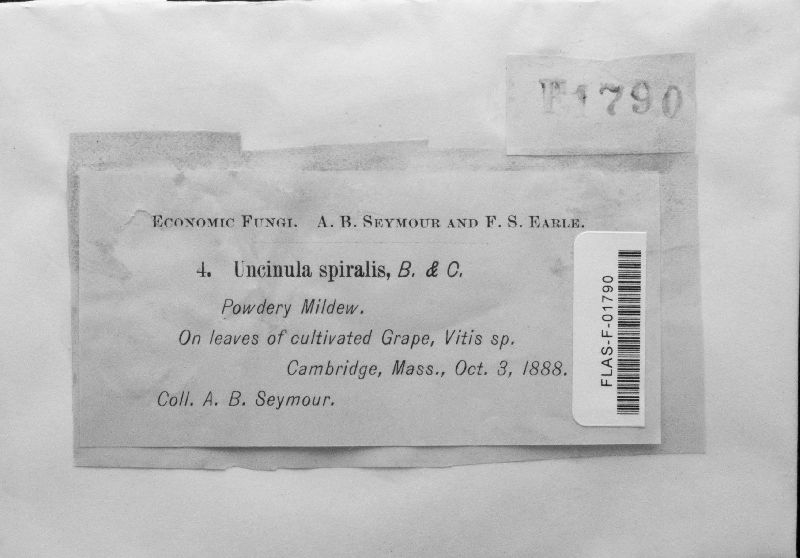 F1790
Economic Fungi. A. B. Seymour and F. S. Earle.
4. Uncinula spiralis, B. & C.
Powdery Mildew.
On leaves of cultivated Grape, Vitis sp.
Cambridge, Mass., Oct. 3, 1888.
Coll. A. B. Seymour.
FLAS-F-01790